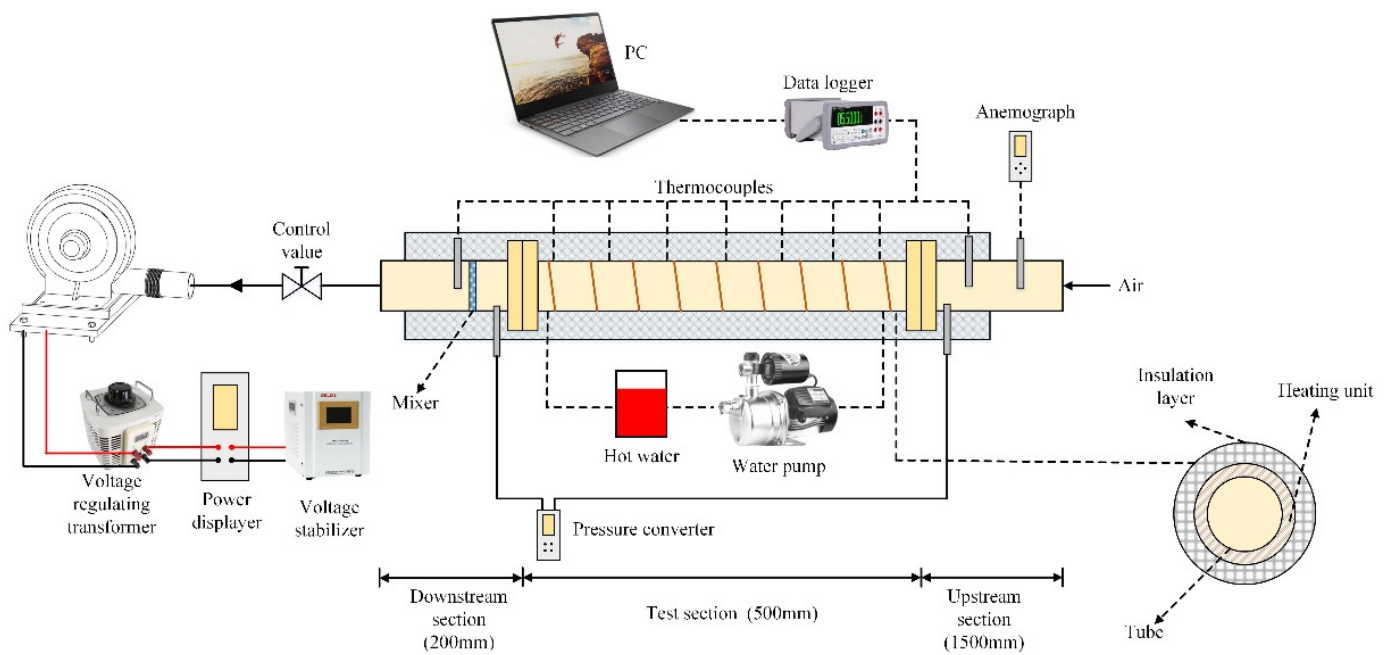 PC
Data logger
Anemograph
Thermocouples
Control
value
Air
Mixer
Hot water
Water pump
Insulation
layer
Heating unit
Voltage
regulating
transformer
Power
displayer
Voltage
stabilizer
Pressure converter
Downstream
section
(200mm)
Test section (500mm)
Upstream
section
(1500mm)
Tube